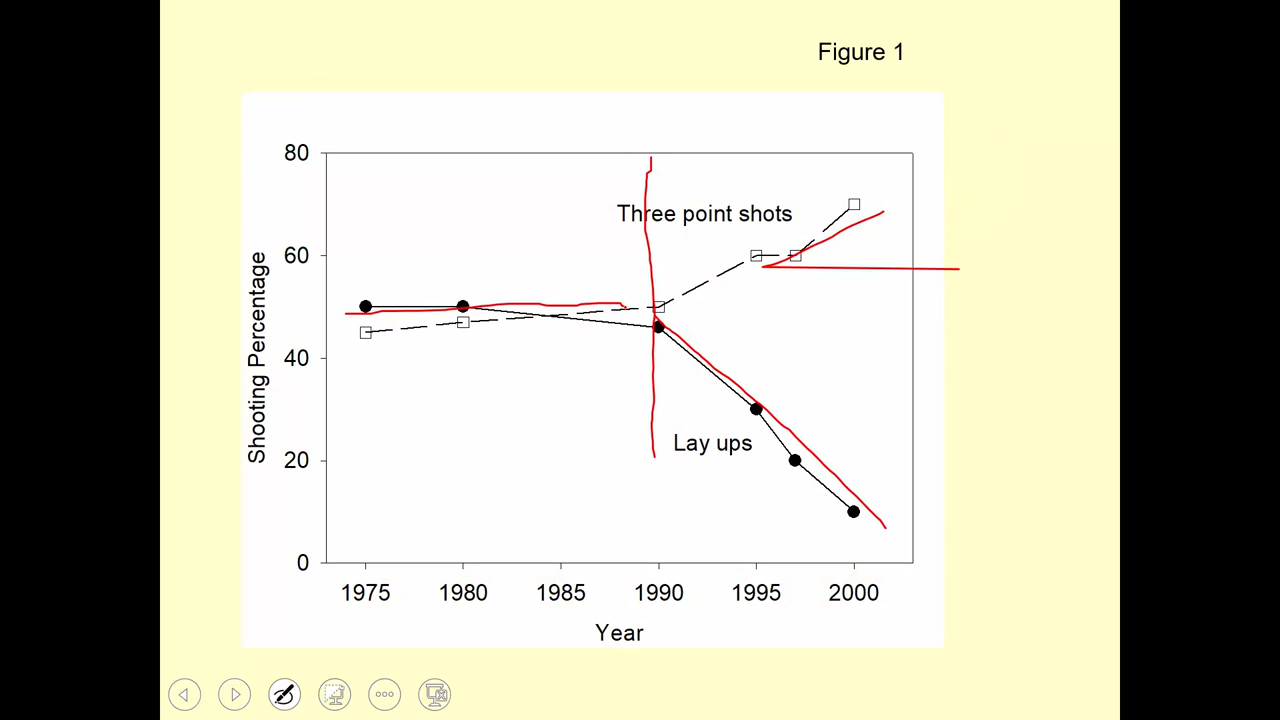 Figure 1
80
60
40
20
0
Shooting Percentage
Three point shots
Lay ups
1975 1980 1985 1990 1995 2000
Year